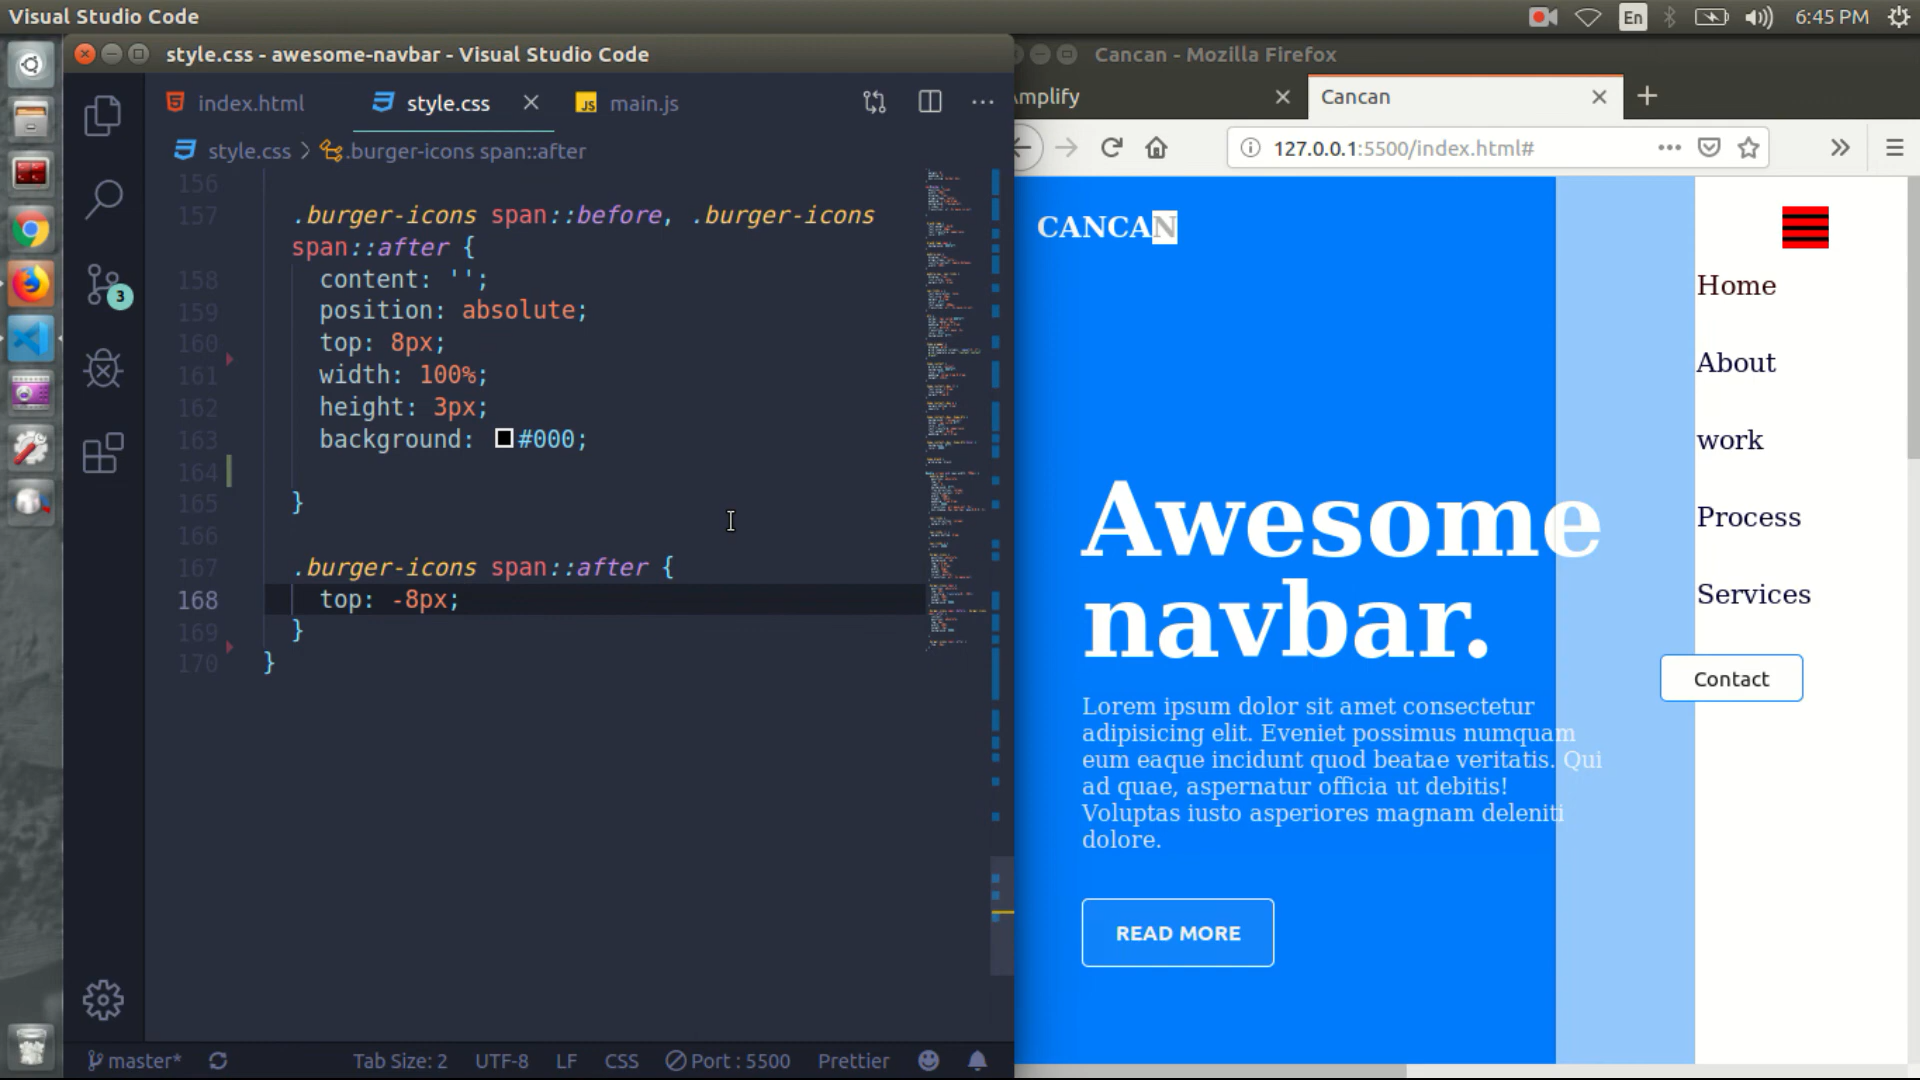 Visual Studio Code
En
6:45 PM
style.css - awesome-navbar - Visual Studio Code
index.html
style.css
JS main.js
style.css > .burger-icons span::after
156
157 .burger-icons span::before, .burger-icons
span::after {
158 content: '';
159 position: absolute;
160 top: 8px;
161 width: 100%;
162 height: 3px;
163 background: #000;
164
165 }
166
167 .burger-icons span::after {
168 top: -8px;
169 }
170 }
3
master*
Tab Size: 2
UTF-8
LF
CSS
Port : 5500
Prettier
Cancan - Mozilla Firefox
mplify
Cancan
127.0.0.1:5500/index.html#
CANCAN
Home
About
work
Process
Services
Contact
Awesome
navbar.
Lorem ipsum dolor sit amet consectetur
adipisicing elit. Eveniet possimus numquam
eum eaque incidunt quod beatae veritatis. Qui
ad quae, aspernatur officia ut debitis!
Voluptas iusto asperiores magnam deleniti
dolore.
READ MORE